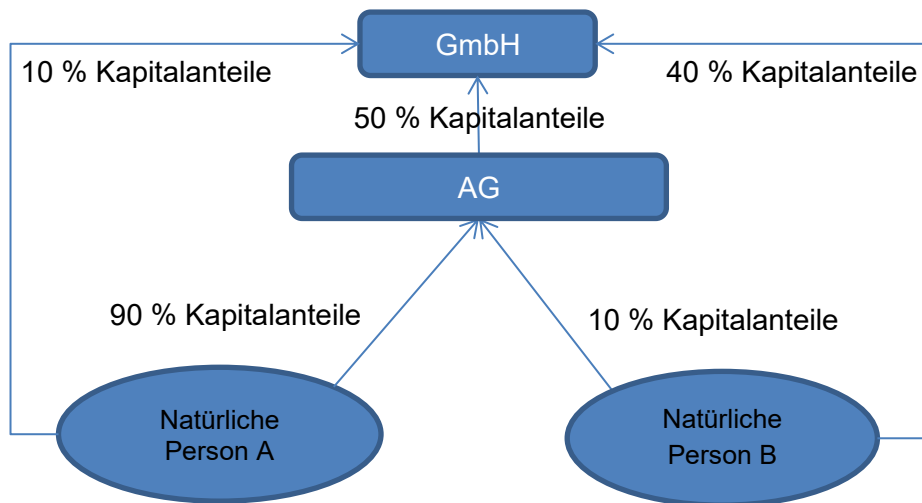 GmbH
10 % Kapitalanteile
40 % Kapitalanteile
50 % Kapitalanteile
AG
90 % Kapitalanteile
10 % Kapitalanteile
Natürliche
Person A
Natürliche
Person B